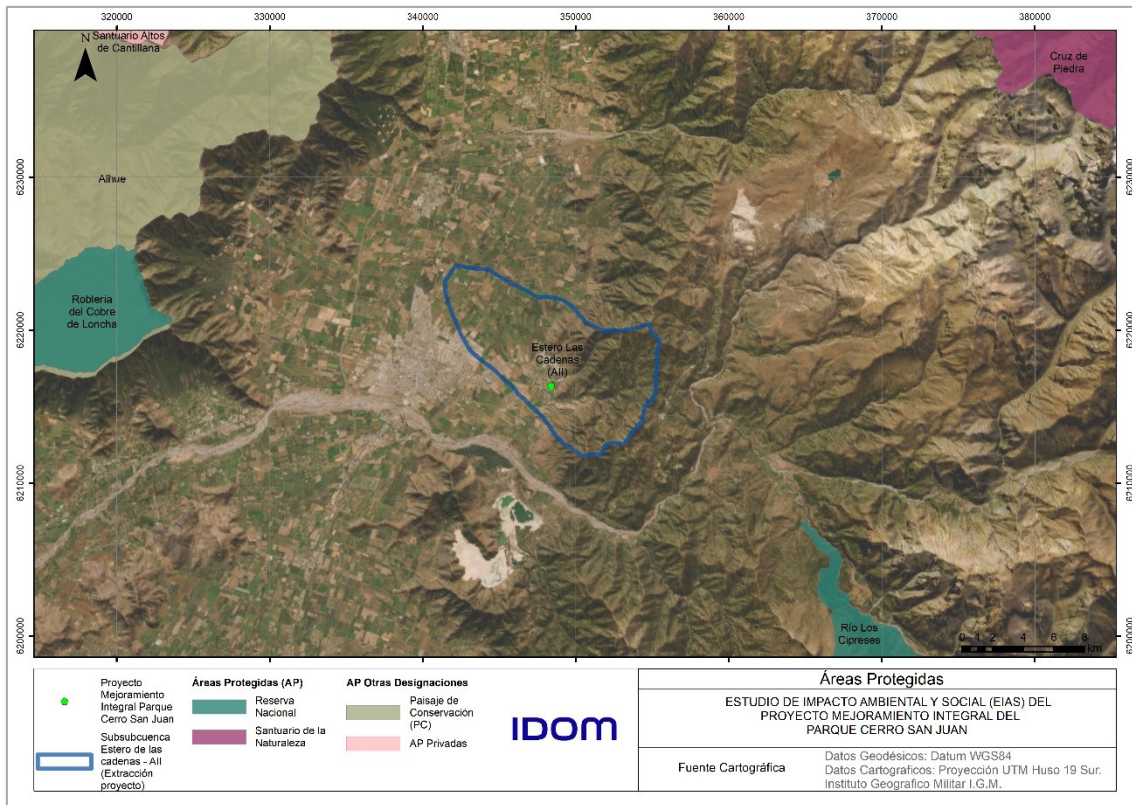 320000
330000
340000
350000
360000
370000
380000
N
Santuario Altos
de Cantillana
Cruz de
Piedra
6230000
6230000
Alhue
Robleria
del Cobre
de Loncha
6220000
6220000
Estero Las
Cadenas
(AII)
6210000
6210000
6200000
6200000
Río Los
Cipreses
0 1 2 4 6 8
km
320000
330000
340000
350000
360000
370000
380000
Proyecto
Mejoramiento
Integral Parque
Cerro San Juan
Subsubcuenca
Estero de las
cadenas - AII
(Extracción
proyecto)
Áreas Protegidas (AP)
Reserva
Nacional
Santuario de la
Naturaleza
AP Otras Designaciones
Paisaje de
Conservación
(PC)
AP Privadas
IDOM
Áreas Protegidas
ESTUDIO DE IMPACTO AMBIENTAL Y SOCIAL (EIAS) DEL
PROYECTO MEJORAMIENTO INTEGRAL DEL
PARQUE CERRO SAN JUAN
Fuente Cartográfica
Datos Geodésicos: Datum WGS84
Datos Cartograficos: Proyección UTM Huso 19 Sur.
Instituto Geografico Militar I.G.M.